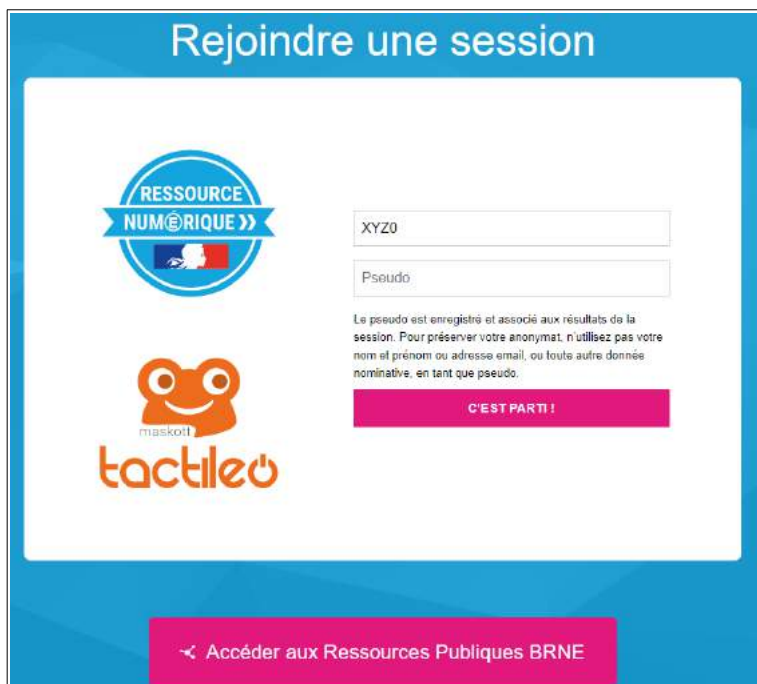 Rejoindre une session
RESSOURCE
NUM@RIQUE »
XYZ0
Pseudo
Le pseudo est enregistré et associé aux résultats de la
session. Pour préserver votre anonymat, n'utilisez pas votre
nom et prénom ou adresse email, ou toute autre donnée
nominative, en tant que pseudo.
C'EST PARTI !
maskott
tactileo
Accéder aux Ressources Publiques BRNE